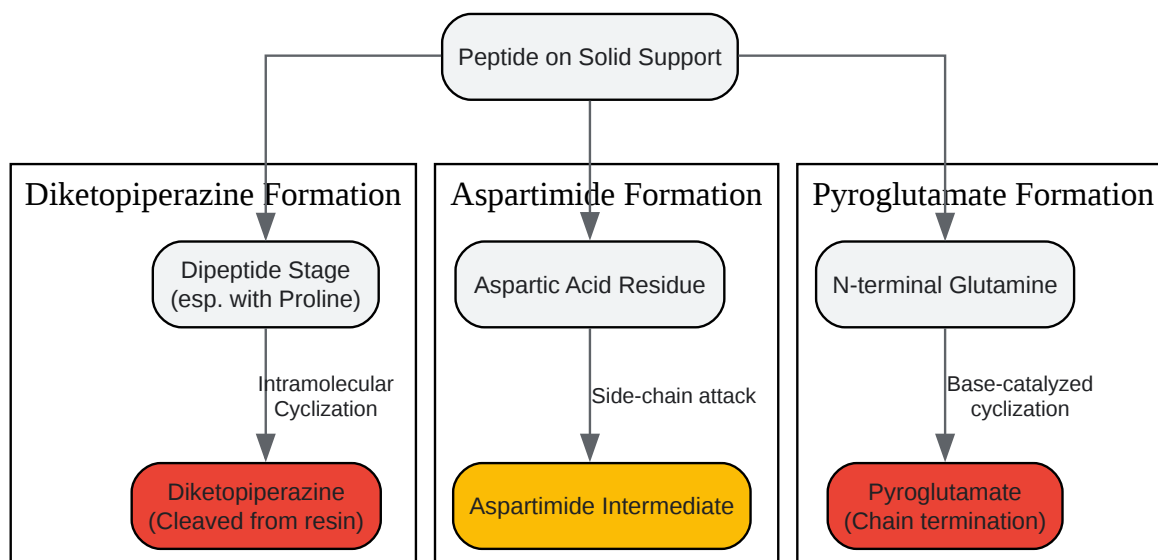 Peptide on Solid Support
Diketopiperazine Formation
Aspartimide Formation
Pyroglutamate Formation
Dipeptide Stage
(esp. with Proline)
Aspartic Acid Residue
N-terminal Glutamine
Intramolecular
Cyclization
Side-chain attack
Base-catalyzed
cyclization
Diketopiperazine
(Cleaved from resin)
Aspartimide Intermediate
Pyroglutamate
(Chain termination)